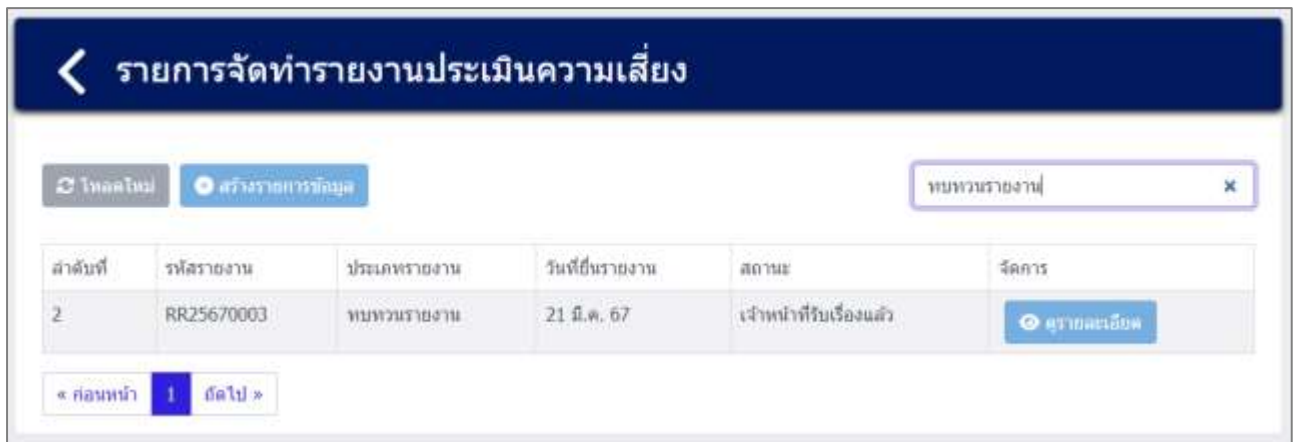 รายการจัดทำรายงานประเมินความเสี่ยง
โหลดใหม่ สร้างรายการข้อมูล ทบทวนรายงาน
ลำดับที่ รหัสรายงาน ประเภทรายงาน วันที่ยื่นรายงาน สถานะ จัดการ
2 RR25670003 ทบทวนรายงาน 21 มี.ค. 67 เจ้าหน้าที่รับเรื่องแล้ว ดูรายละเอียด
« ก่อนหน้า 1 ถัดไป »